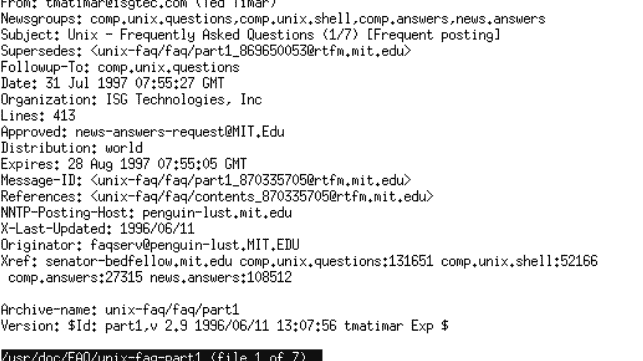 From: tmatimar@isgtec.com (Ted Timar)
Newsgroups: comp.unix.questions,comp.unix.shell,comp.answers,news.answers
Subject: Unix - Frequently Asked Questions (1/7) [Frequent posting]
Supersedes: <unix-faq/faq/part1_869650053@rtfm.mit.edu>
Followup-To: comp.unix.questions
Date: 31 Jul 1997 07:55:27 GMT
Organization: ISG Technologies, Inc
Lines: 413
Approved: news-answers-request@MIT.Edu
Distribution: world
Expires: 28 Aug 1997 07:55:05 GMT
Message-ID: <unix-faq/faq/part1_870335705@rtfm.mit.edu>
References: <unix-faq/faq/contents_870335705@rtfm.mit.edu>
NNTP-Posting-Host: penguin-lust.mit.edu
X-Last-Updated: 1996/06/11
Originator: faqserv@penguin-lust.MIT.EDU
Xref: senator-bedfellow.mit.edu comp.unix.questions:131651 comp.unix.shell:52166
comp.answers:27315 news.answers:108512
Archive-name: unix-faq/faq/part1
Version: $Id: part1,v 2.9 1996/06/11 13:07:56 tmatimar Exp $
/usr/doc/FAQ/unix-faq-part1 (file 1 of 7)